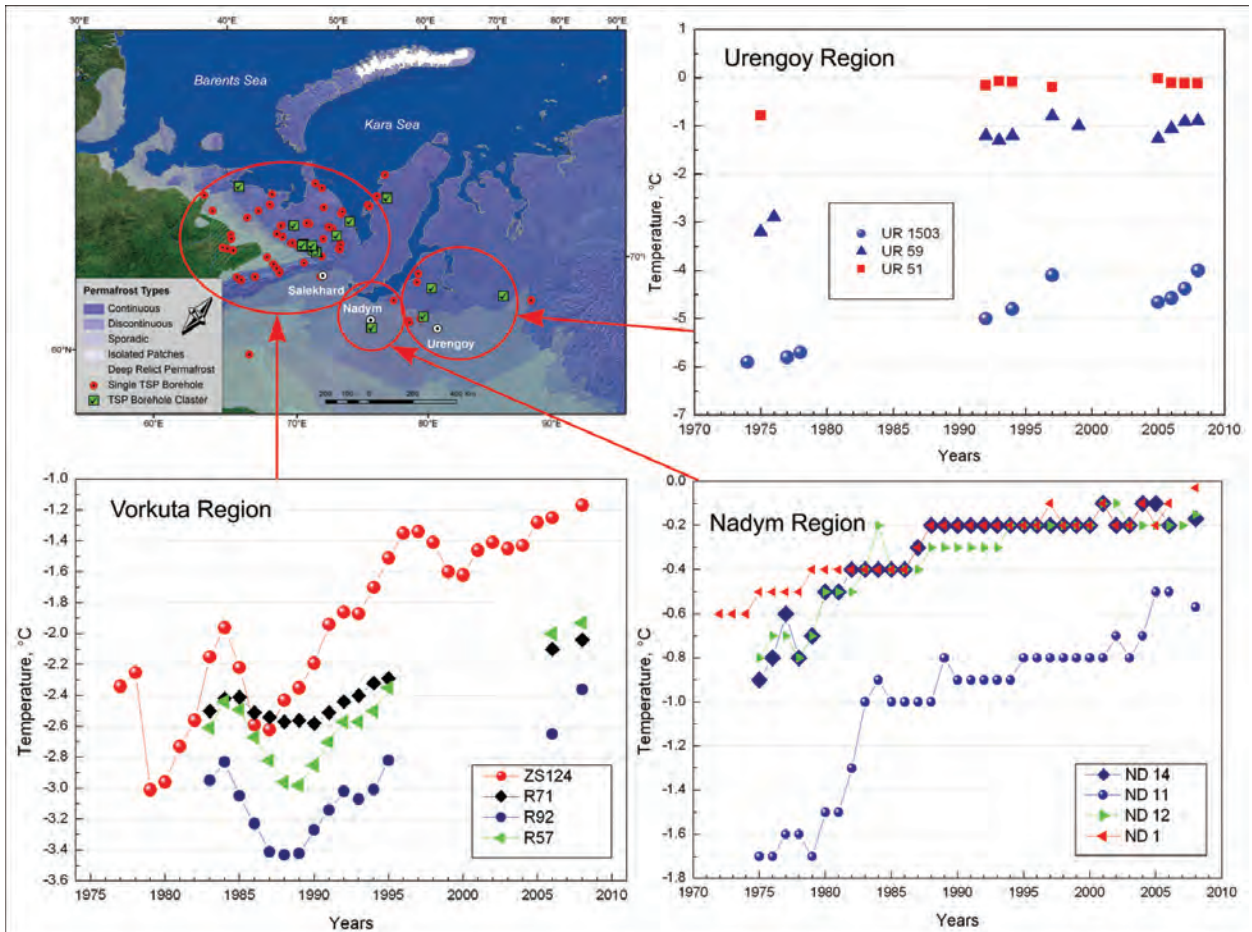 30°E 40°E 50°E 60°E 70°E 80°E 90°E
Barents Sea
Kara Sea
70°N
Salekhard
Nadym
Urengoy
Permafrost Types
Continuous
Discontinuous
Sporadic
Isolated Patches
Deep Relict Permafrost
Single TSP Borehole
TSP Borehole Claster
60°N
400 Km
60°E 70°E 80°E 90°E
Urengoy Region
Temperature, °C
1
0
-1
-2
-3
-4
-5
-6
-7
UR 1503
UR 59
UR 51
1970 1975 1980 1985 1990 1995 2000 2005 2010
Years
Vorkuta Region
Temperature, °C
-1.0
-1.2
-1.4
-1.6
-1.8
-2.0
-2.2
-2.4
-2.6
-2.8
-3.0
-3.2
-3.4
-3.6
ZS124
R71
R92
R57
1975 1980 1985 1990 1995 2000 2005 2010
Years
Nadym Region
Temperature, °C
0.0
-0.2
-0.4
-0.6
-0.8
-1.0
-1.2
-1.4
-1.6
-1.8
ND 14
ND 11
ND 12
ND 1
1970 1975 1980 1985 1990 1995 2000 2005 2010
Years